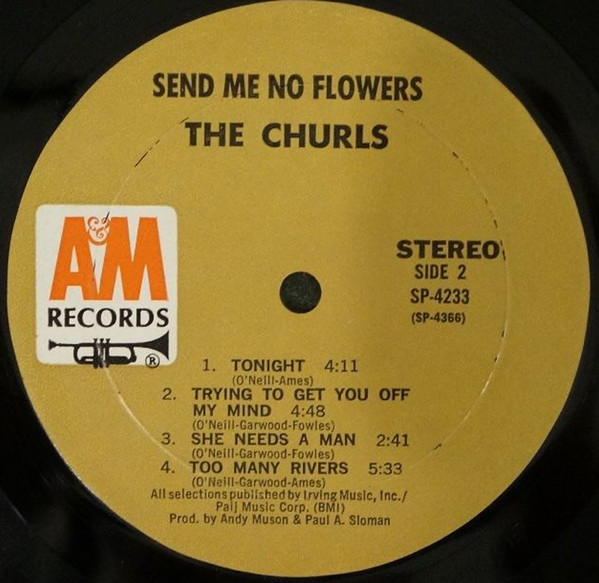 SEND ME NO FLOWERS
THE CHURLS
A&M
RECORDS
®
STEREO
SIDE 2
SP-4233
(SP-4366)
1. TONIGHT 4:11
(O'Neill-Ames)
2. TRYING TO GET YOU OFF
MY MIND 4:48
(O'Neill-Garwood-Fowles)
3. SHE NEEDS A MAN 2:41
(O'Neill-Garwood-Fowles)
4. TOO MANY RIVERS 5:33
(O'Neill-Garwood-Ames)
All selections published by Irving Music, Inc./
Paij Music Corp. (BMI)
Prod. by Andy Muson & Paul A. Sloman